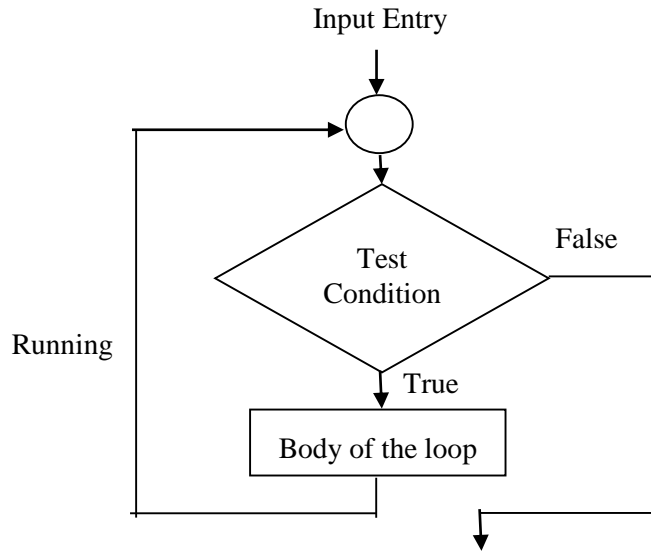 Input Entry
False
Test
Condition
Running
True
Body of the loop